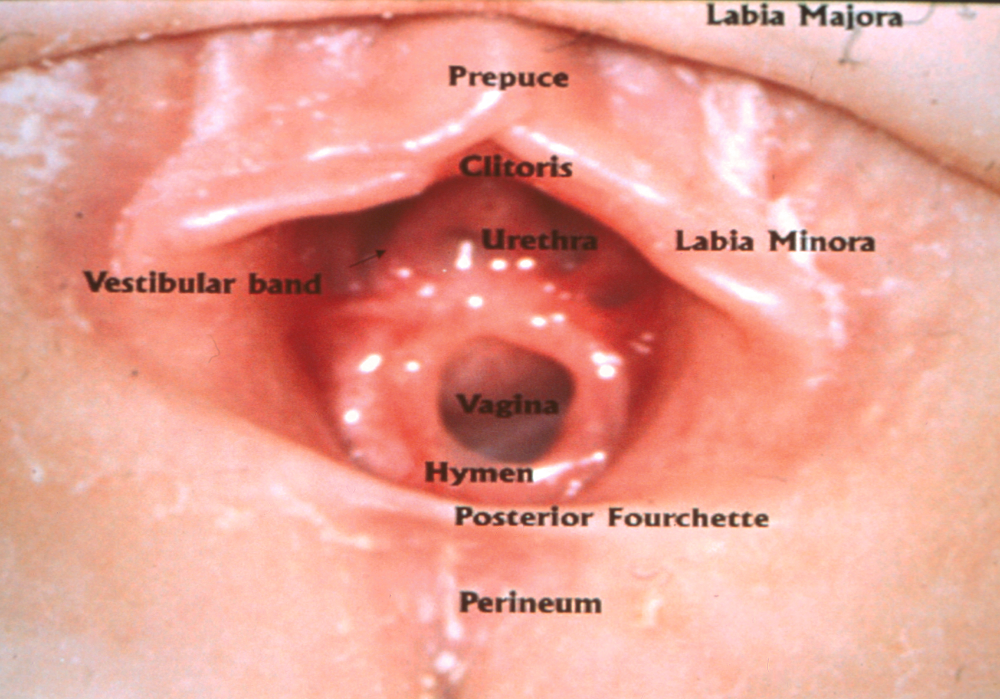 Labia Majora
Prepuce
Clitoris
Urethra
Labia Minora
Vestibular band
Vagina
Hymen
Posterior Fourchette
Perineum